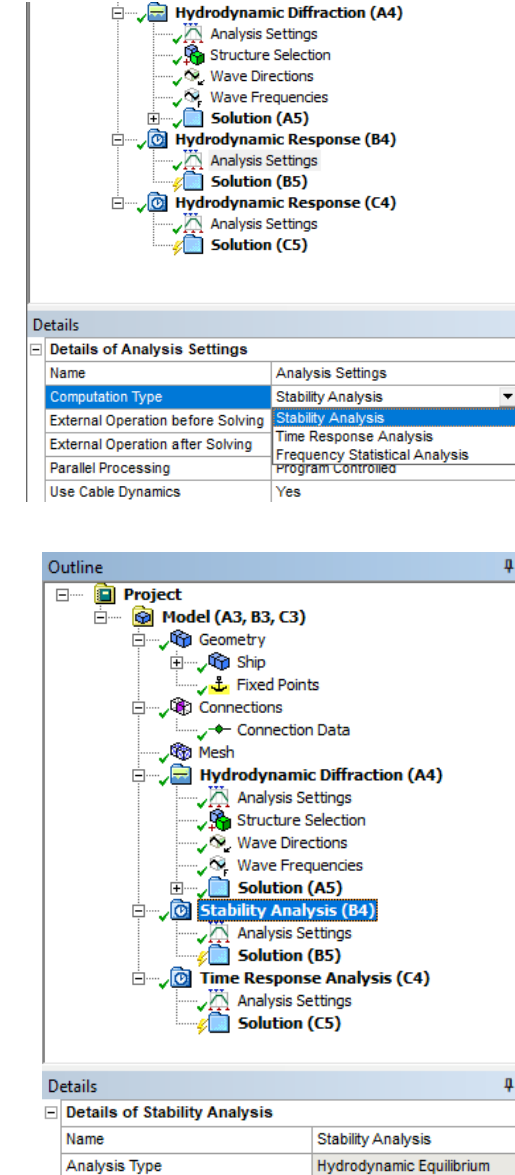 Hydrodynamic Diffraction (A4)
Analysis Settings
Structure Selection
Wave Directions
Wave Frequencies
Solution (A5)
Hydrodynamic Response (B4)
Analysis Settings
Solution (B5)
Hydrodynamic Response (C4)
Analysis Settings
Solution (C5)
Details
Details of Analysis Settings
Name Analysis Settings
Computation Type Stability Analysis
External Operation before Solving Stability Analysis
Time Response Analysis
External Operation after Solving Frequency Statistical Analysis
Parallel Processing Program Controlled
Use Cable Dynamics Yes
Outline
Project
Model (A3, B3, C3)
Geometry
Ship
Fixed Points
Connections
Connection Data
Mesh
Hydrodynamic Diffraction (A4)
Analysis Settings
Structure Selection
Wave Directions
Wave Frequencies
Solution (A5)
Stability Analysis (B4)
Analysis Settings
Solution (B5)
Time Response Analysis (C4)
Analysis Settings
Solution (C5)
Details
Details of Stability Analysis
Name Stability Analysis
Analysis Type Hydrodynamic Equilibrium